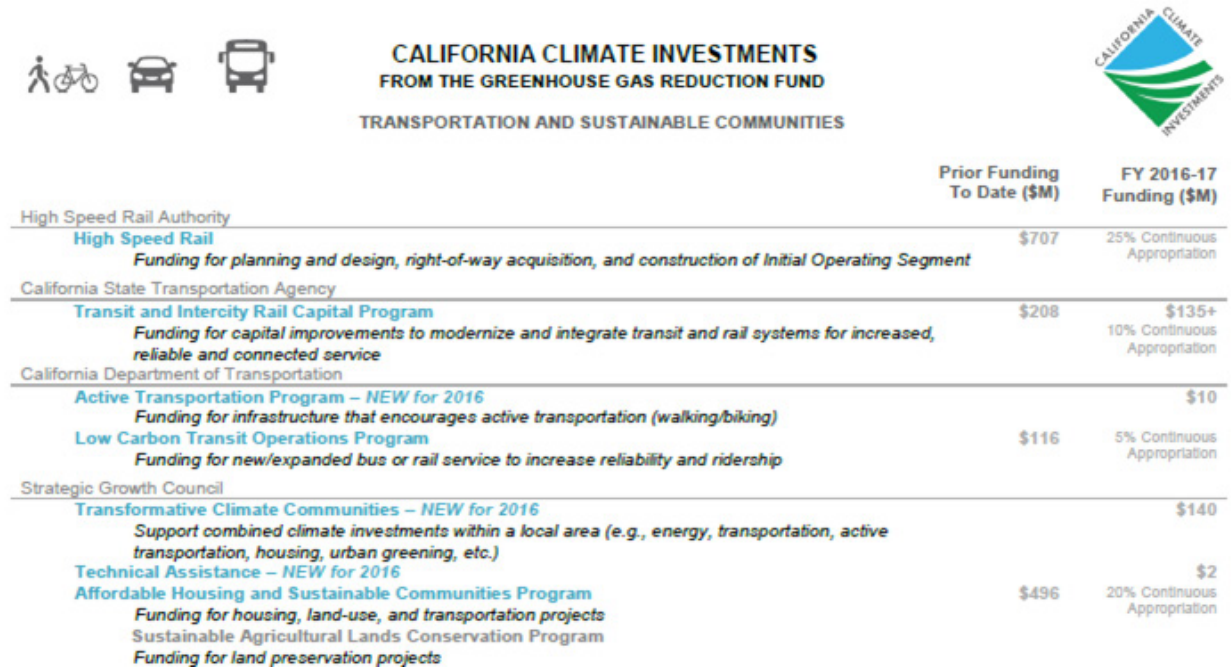 CALIFORNIA CLIMATE INVESTMENTS
FROM THE GREENHOUSE GAS REDUCTION FUND
TRANSPORTATION AND SUSTAINABLE COMMUNITIES
CALIFORNIA CLIMATE
INVESTMENTS
Prior Funding To Date ($M)
FY 2016-17 Funding ($M)
High Speed Rail Authority
High Speed Rail $707 25% Continuous
Funding for planning and design, right-of-way acquisition, and construction of Initial Operating Segment Appropriation
California State Transportation Agency
Transit and Intercity Rail Capital Program $208 $135+
Funding for capital improvements to modernize and integrate transit and rail systems for increased, 10% Continuous
reliable and connected service Appropriation
California Department of Transportation
Active Transportation Program – NEW for 2016 $10
Funding for infrastructure that encourages active transportation (walking/biking)
Low Carbon Transit Operations Program $116 5% Continuous
Funding for new/expanded bus or rail service to increase reliability and ridership Appropriation
Strategic Growth Council
Transformative Climate Communities – NEW for 2016 $140
Support combined climate investments within a local area (e.g., energy, transportation, active
transportation, housing, urban greening, etc.)
Technical Assistance – NEW for 2016 $2
Affordable Housing and Sustainable Communities Program $496 20% Continuous
Funding for housing, land-use, and transportation projects Appropriation
Sustainable Agricultural Lands Conservation Program
Funding for land preservation projects